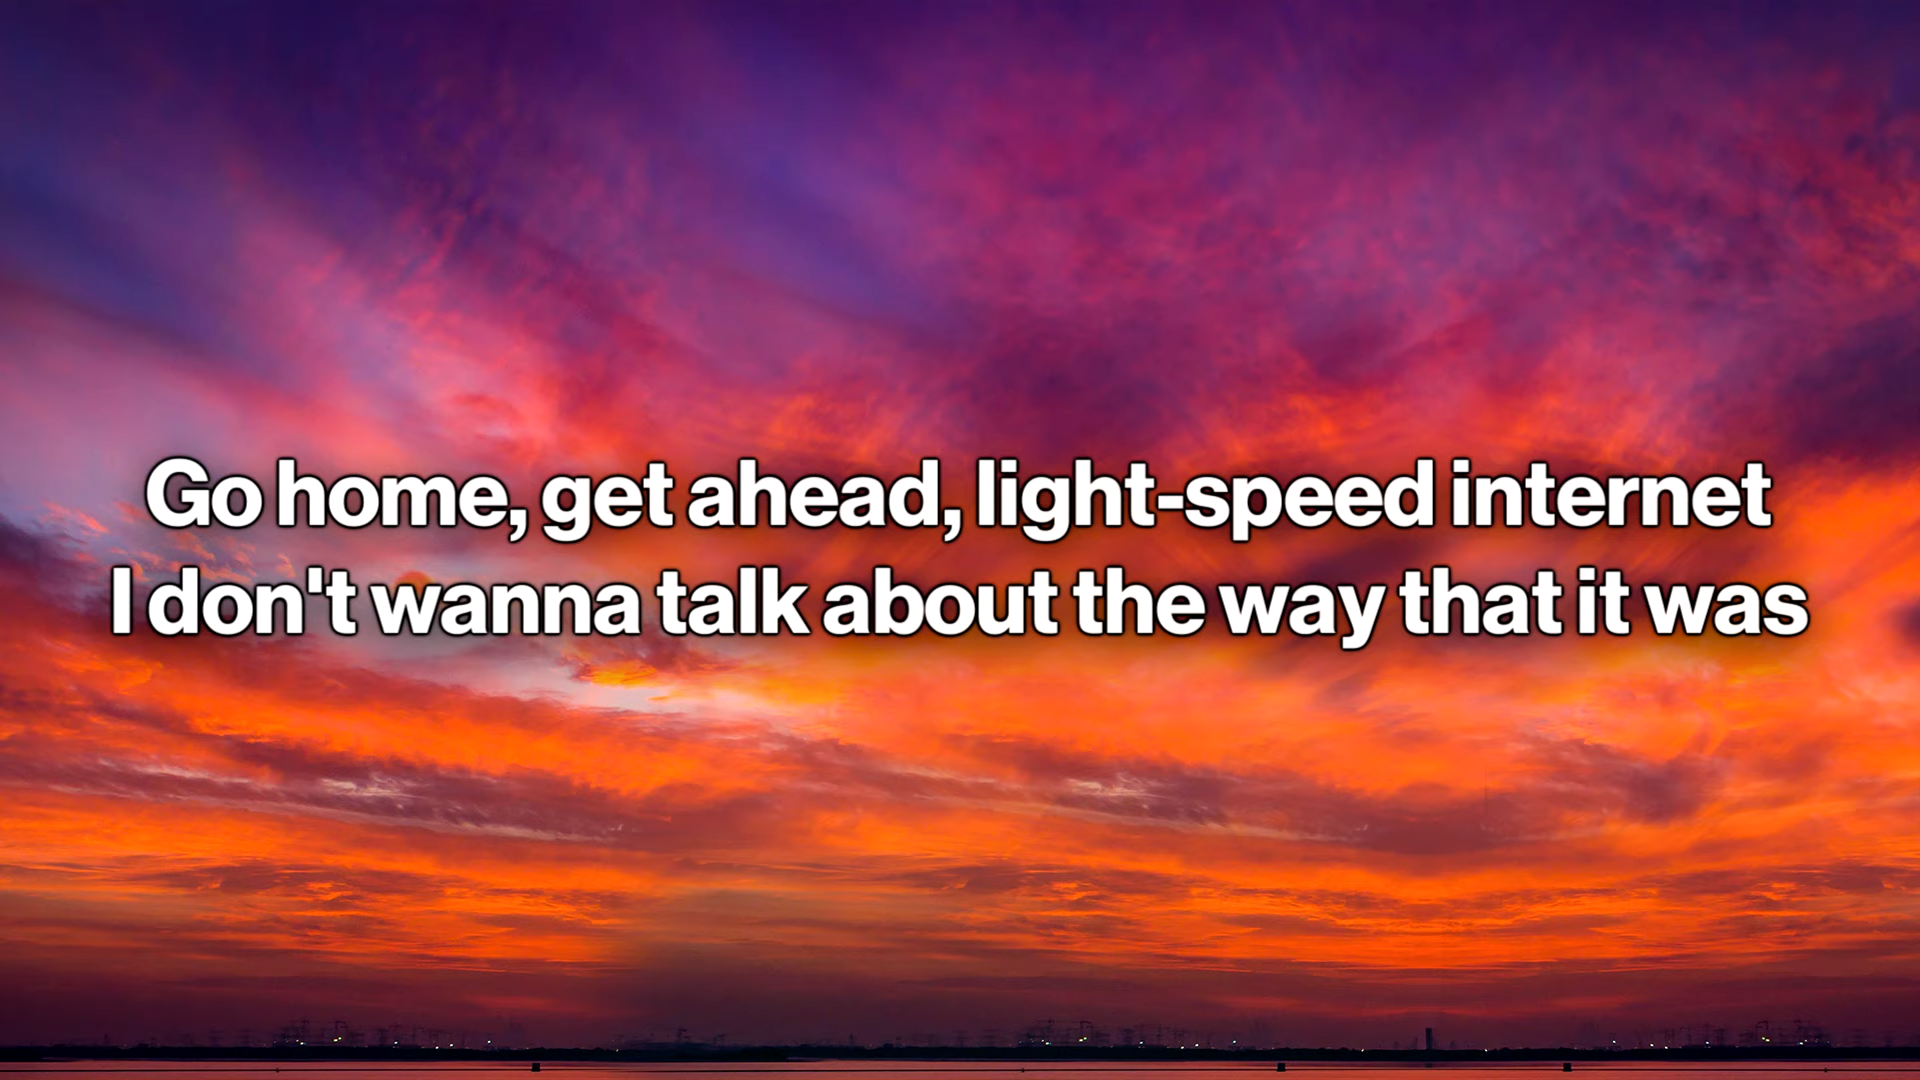 Go home, get ahead, light-speed internet
I don't wanna talk about the way that it was